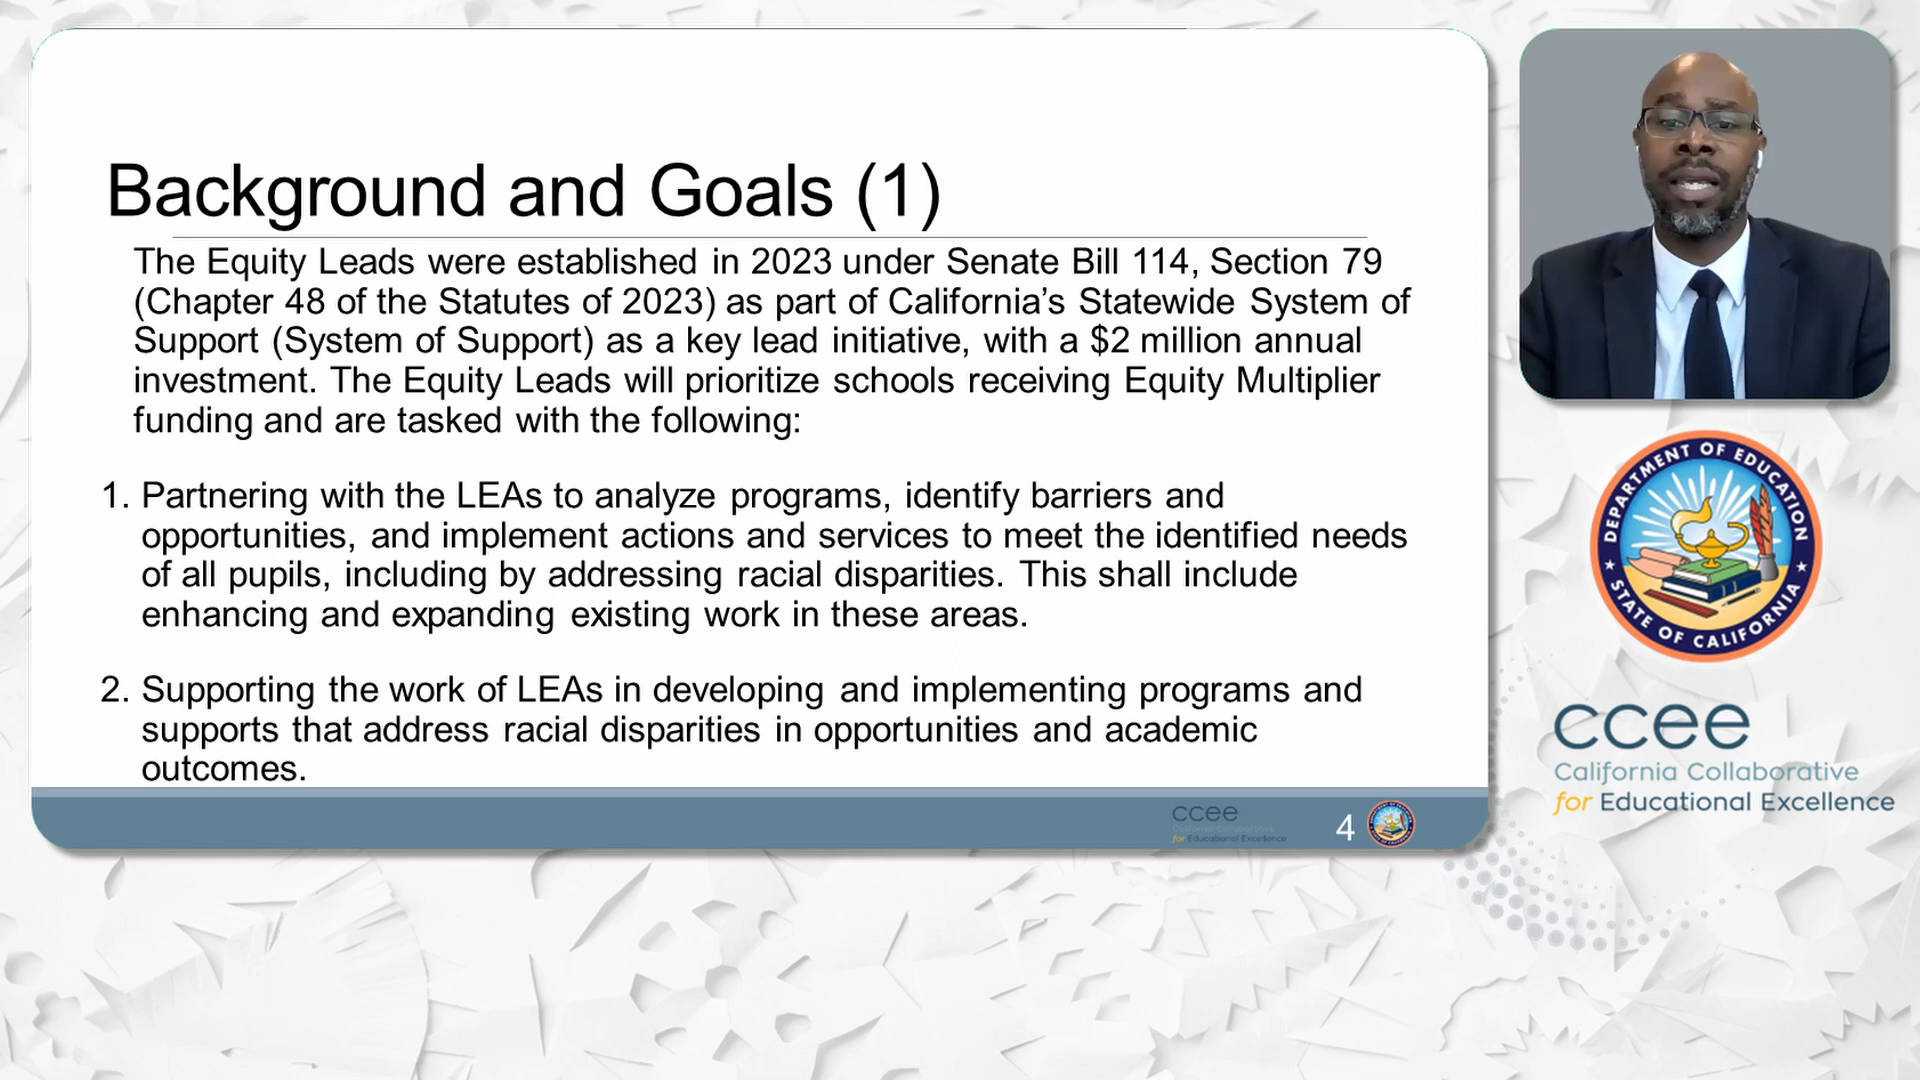 Background and Goals (1)
The Equity Leads were established in 2023 under Senate Bill 114, Section 79
(Chapter 48 of the Statutes of 2023) as part of California’s Statewide System of
Support (System of Support) as a key lead initiative, with a $2 million annual
investment. The Equity Leads will prioritize schools receiving Equity Multiplier
funding and are tasked with the following:
1. Partnering with the LEAs to analyze programs, identify barriers and
opportunities, and implement actions and services to meet the identified needs
of all pupils, including by addressing racial disparities. This shall include
enhancing and expanding existing work in these areas.
2. Supporting the work of LEAs in developing and implementing programs and
supports that address racial disparities in opportunities and academic
outcomes.
ccee
California Collaborative
for Educational Excellence
4
DEPARTMENT OF EDUCATION
STATE OF CALIFORNIA
ccee
California Collaborative
for Educational Excellence